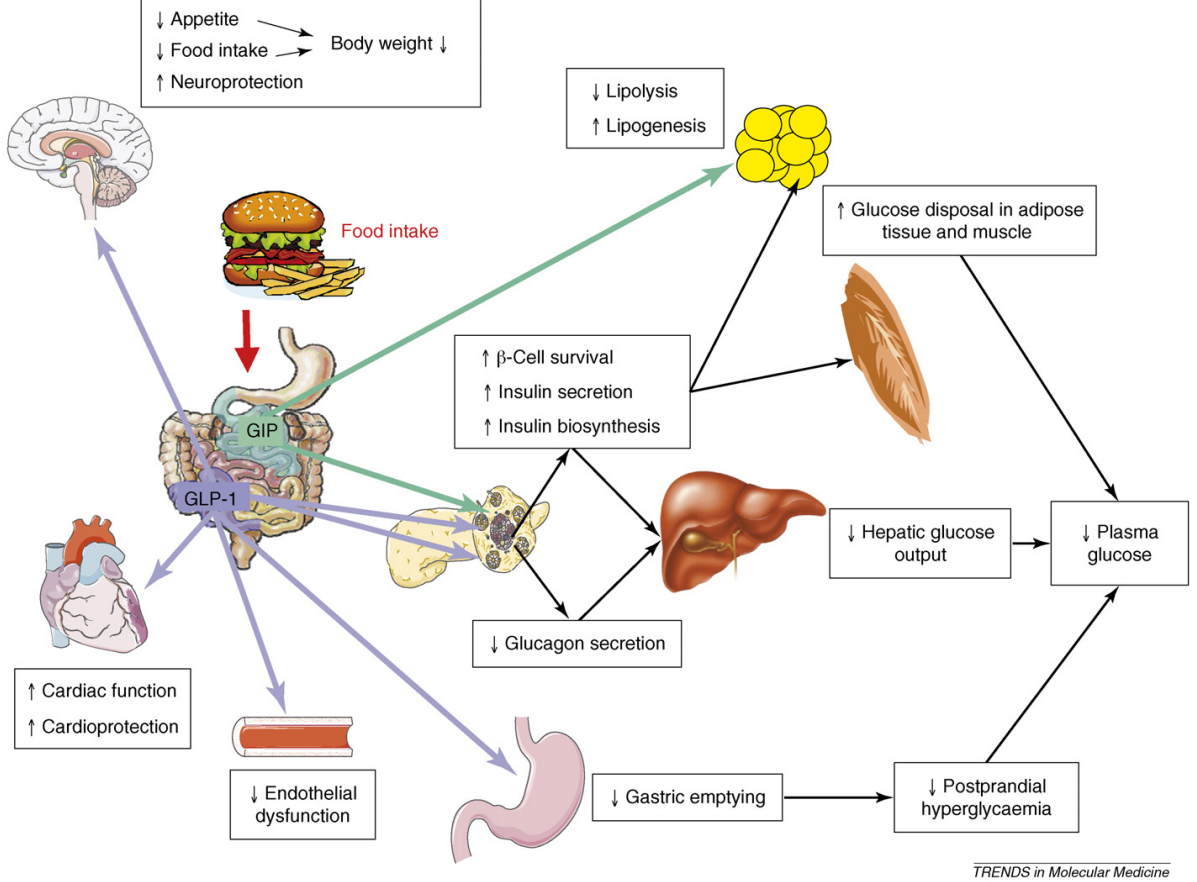 ↓ Appetite
↓ Food intake
Body weight ↓
↑ Neuroprotection
↓ Lipolysis
↑ Lipogenesis
↑ Glucose disposal in adipose
tissue and muscle
Food intake
↑ β-Cell survival
↑ Insulin secretion
↑ Insulin biosynthesis
GIP
GLP-1
↓ Hepatic glucose
output
↓ Plasma
glucose
↓ Glucagon secretion
↑ Cardiac function
↑ Cardioprotection
↓ Endothelial
dysfunction
↓ Gastric emptying
↓ Postprandial
hyperglycaemia
TRENDS in Molecular Medicine